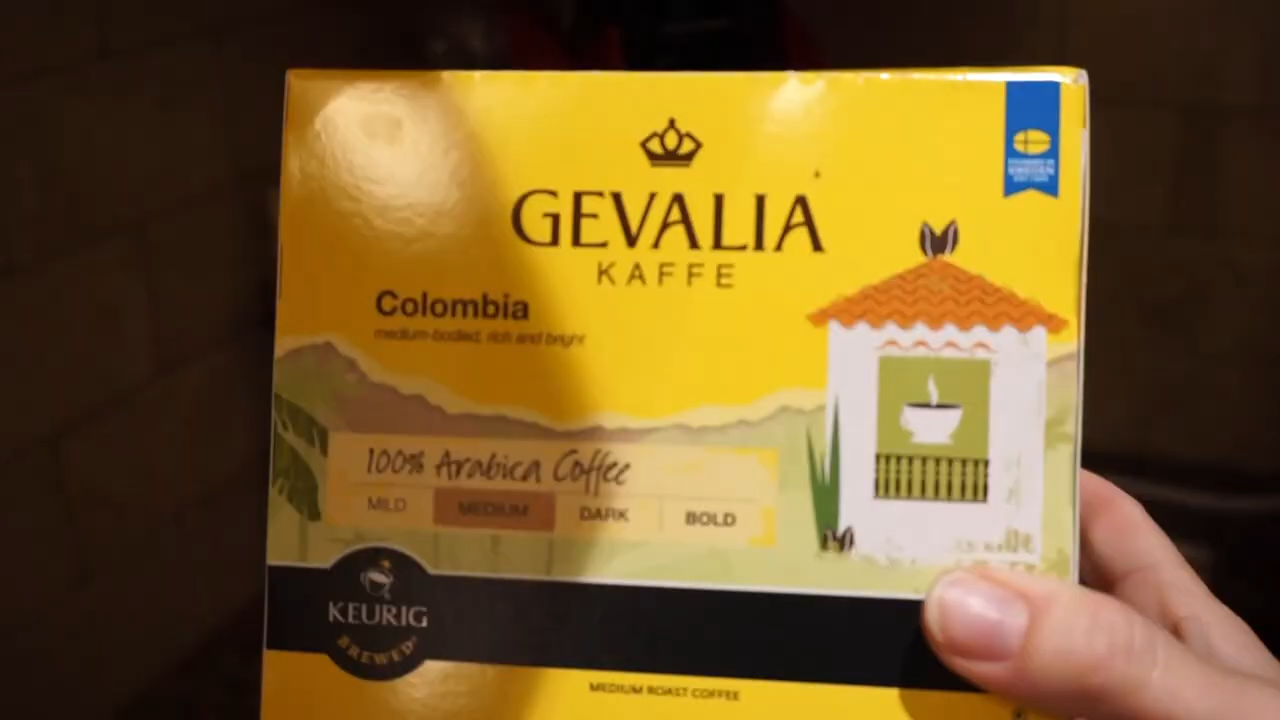 GEVALIA
KAFFE
Colombia
medium-bodied, rich and bright
100% Arabica Coffee
MILD MEDIUM DARK BOLD
KEURIG
BREWED
MEDIUM ROAST COFFEE
SWEDEN